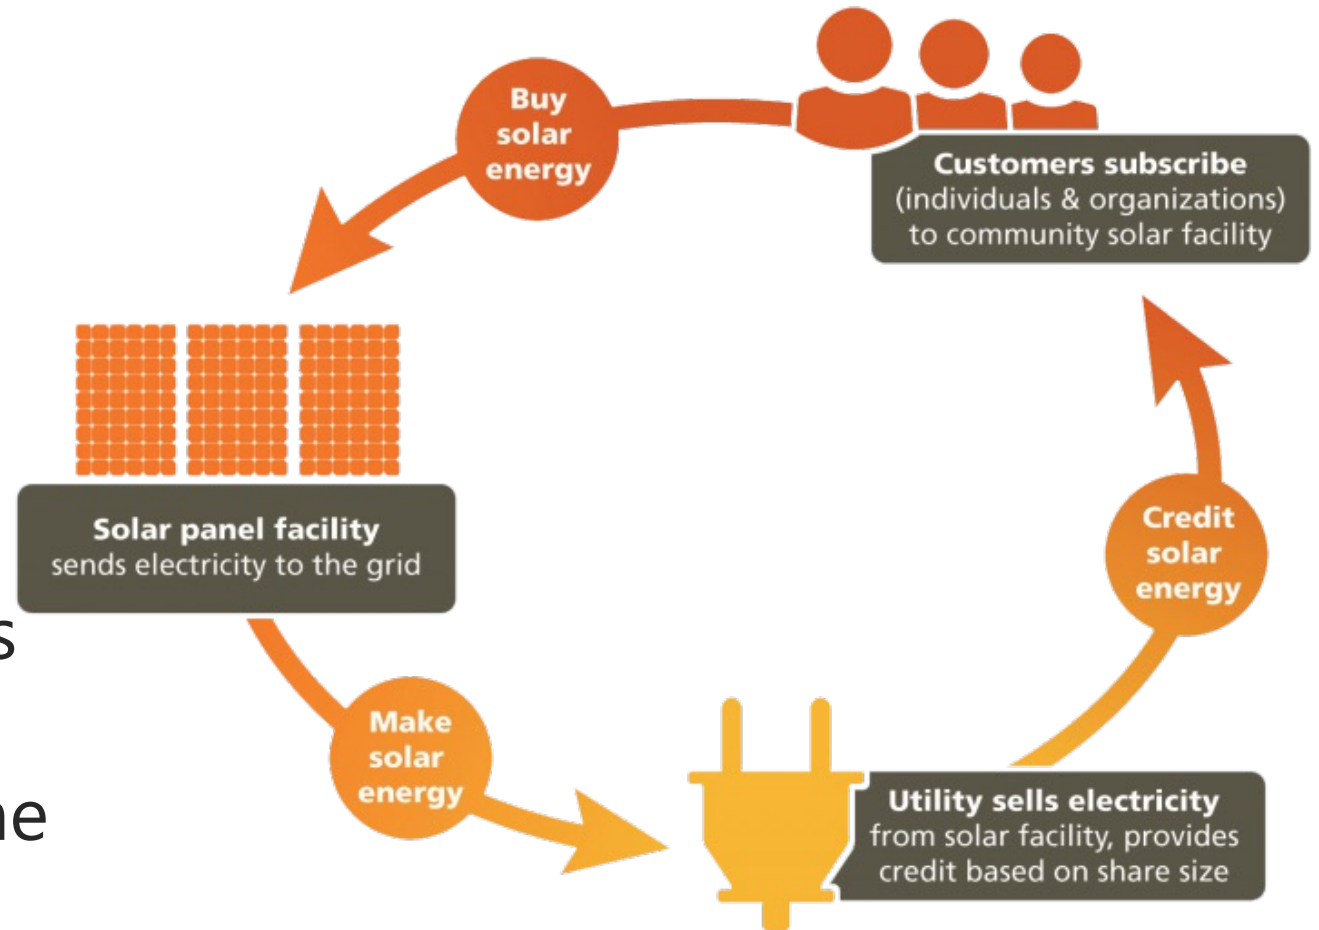 Buy
solar
energy
Customers subscribe
(individuals & organizations)
to community solar facility
Solar panel facility
sends electricity to the grid
Credit
solar
energy
Make
solar
energy
Utility sells electricity
from solar facility, provides
credit based on share size